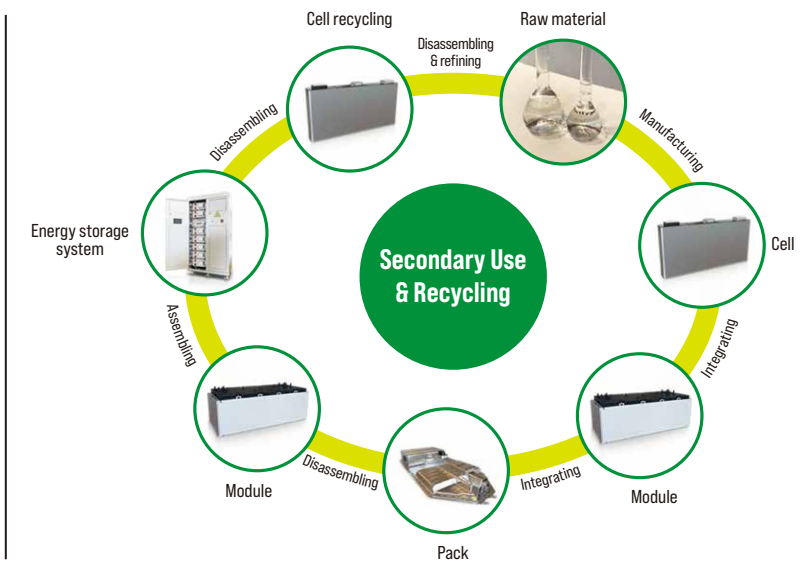 Cell recycling
Raw material
Disassembling
& refining
Manufacturing
Disassembling
Energy storage
system
Secondary Use
& Recycling
Cell
Assembling
Integrating
Module
Disassembling
Integrating
Module
Pack